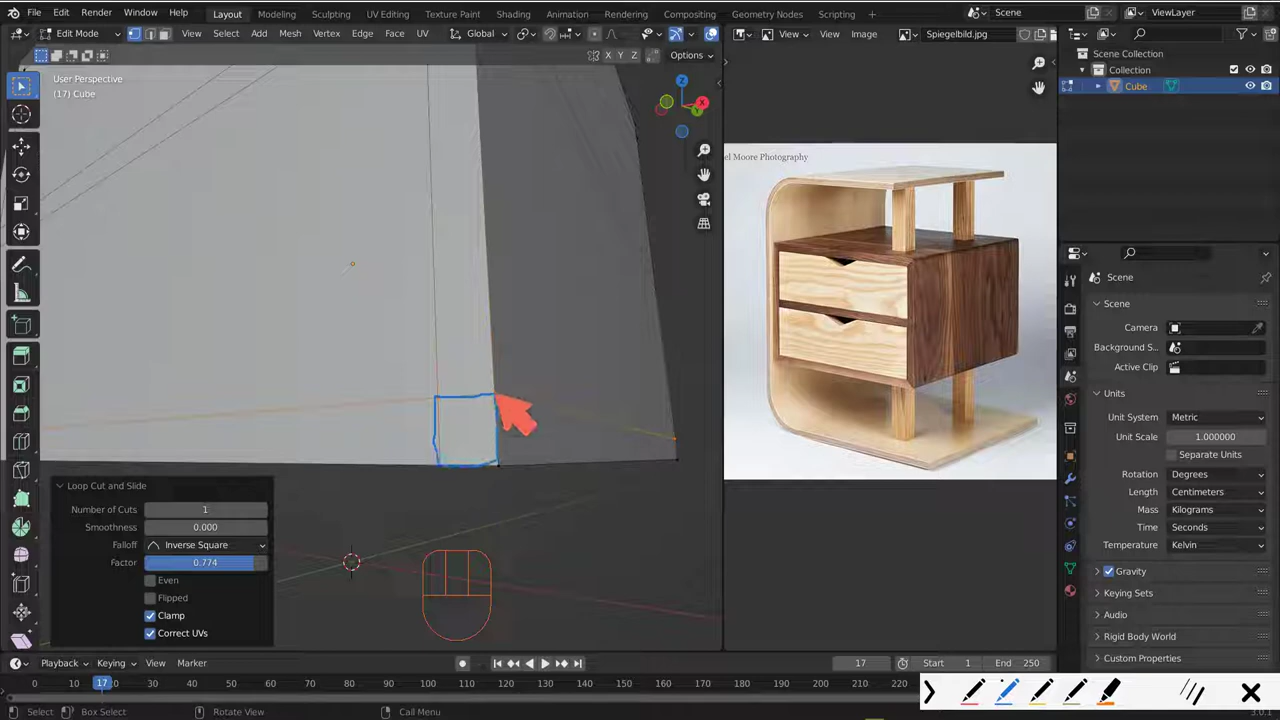 File Edit Render Window Help Layout Modeling Sculpting UV Editing Texture Paint Shading Animation Rendering Compositing Geometry Nodes Scripting + Scene ViewLayer
Edit Mode View Select Add Mesh Vertex Edge Face UV Global View View Image Spiegelbild.jpg
X Y Z Options
User Perspective
(17) Cube
Z
X
Y
el Moore Photography
Scene Collection
Collection
Cube
Scene
Scene
Camera
Background S...
Active Clip
Units
Unit System Metric
Unit Scale 1.000000
Separate Units
Rotation Degrees
Length Centimeters
Mass Kilograms
Time Seconds
Temperature Kelvin
Gravity
Keying Sets
Audio
Rigid Body World
Custom Properties
Loop Cut and Slide
Number of Cuts 1
Smoothness 0.000
Falloff Inverse Square
Factor 0.774
Even
Flipped
Clamp
Correct UVs
Playback Keying View Marker 17 Start 1 End 250
0 10 17 20 30 40 50 60 70 80 90 100 110 120 130 140 150 160 170 180 190 200 210 220
Select Box Select Rotate View Call Menu 3.0.1